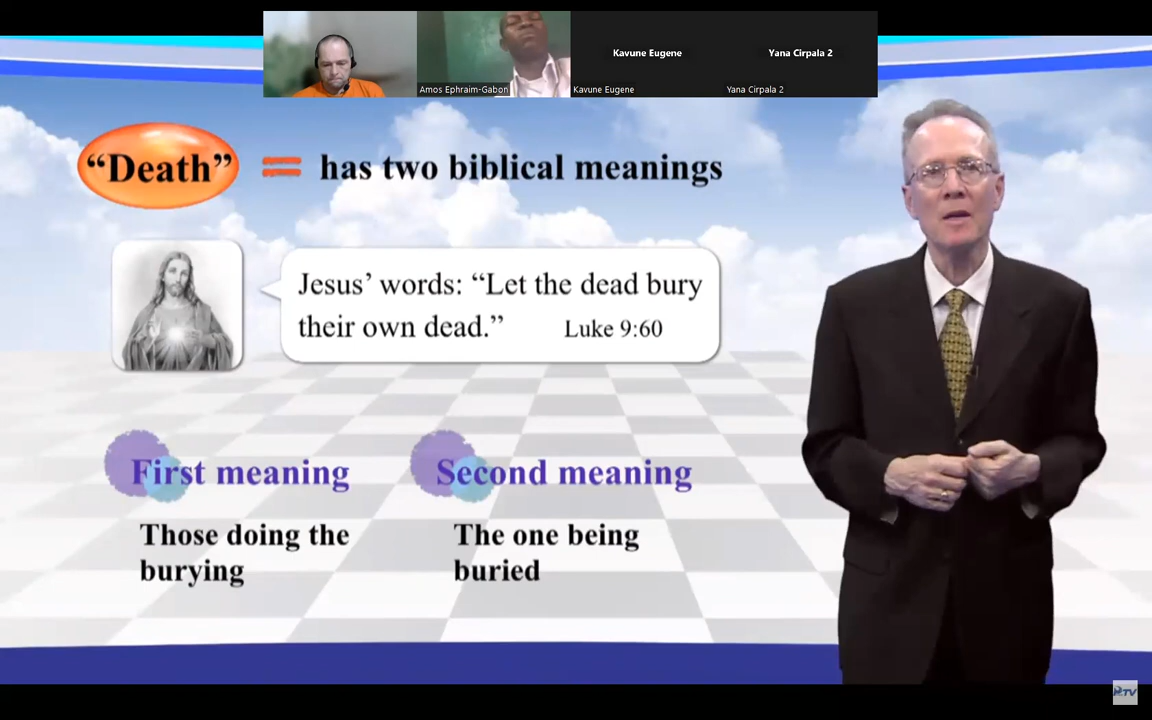 Kavune Eugene
Yana Cirpala 2
Amos Ephraim-Gabon
Kavune Eugene
Yana Cirpala 2
“Death” = has two biblical meanings
Jesus’ words: “Let the dead bury
their own dead.” Luke 9:60
First meaning
Those doing the
burying
Second meaning
The one being
buried
TV